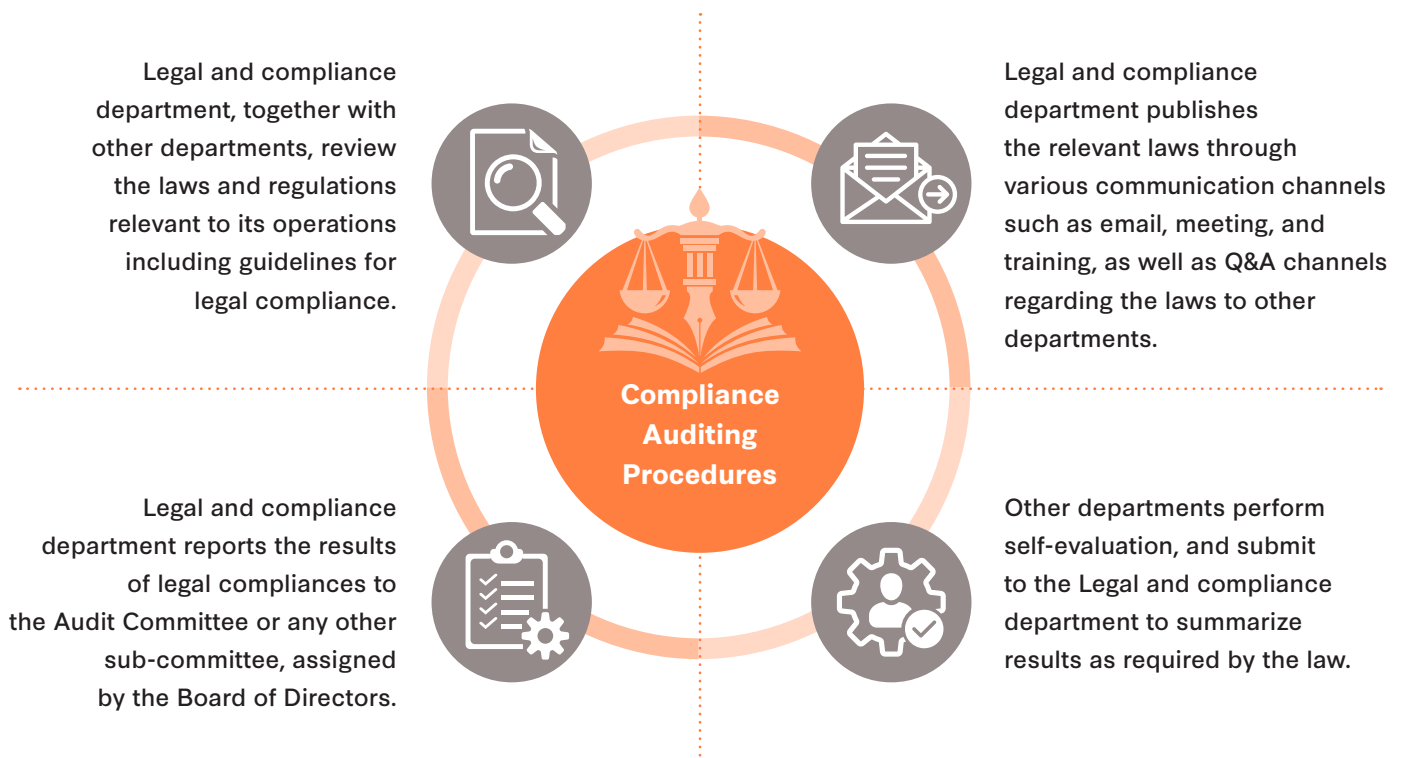 Legal and compliance
department, together with
other departments, review
the laws and regulations
relevant to its operations
including guidelines for
legal compliance.
Legal and compliance
department publishes
the relevant laws through
various communication channels
such as email, meeting, and
training, as well as Q&A channels
regarding the laws to other
departments.
Compliance
Auditing
Procedures
Legal and compliance
department reports the results
of legal compliances to
the Audit Committee or any other
sub-committee, assigned
by the Board of Directors.
Other departments perform
self-evaluation, and submit
to the Legal and compliance
department to summarize
results as required by the law.